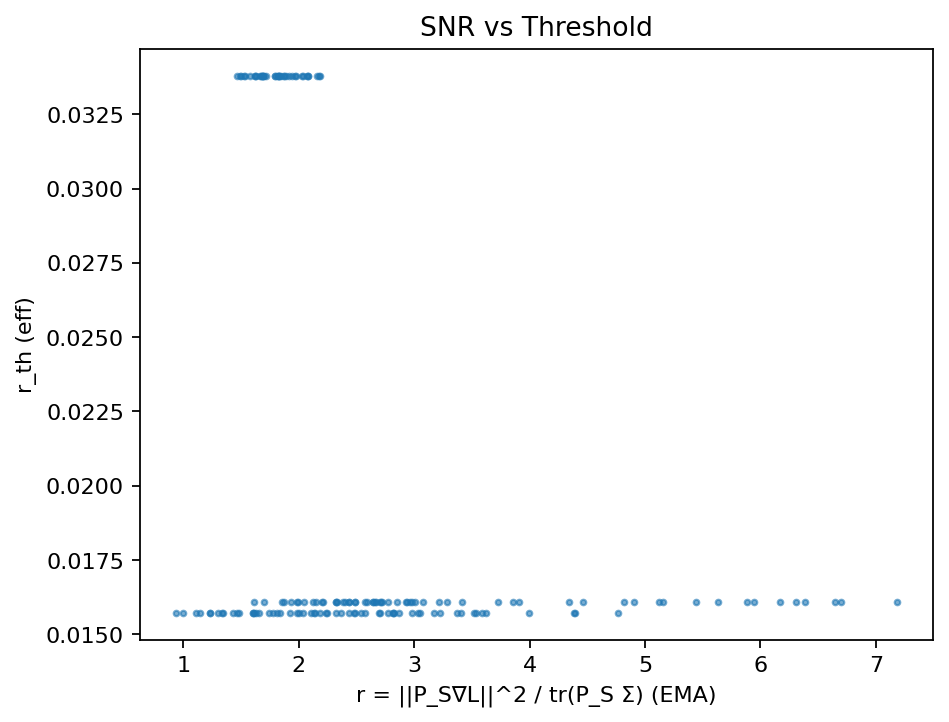 SNR vs Threshold
r_th (eff)
0.0325
0.0300
0.0275
0.0250
0.0225
0.0200
0.0175
0.0150
1 2 3 4 5 6 7
r = ||P_S∇L||^2 / tr(P_S Σ) (EMA)